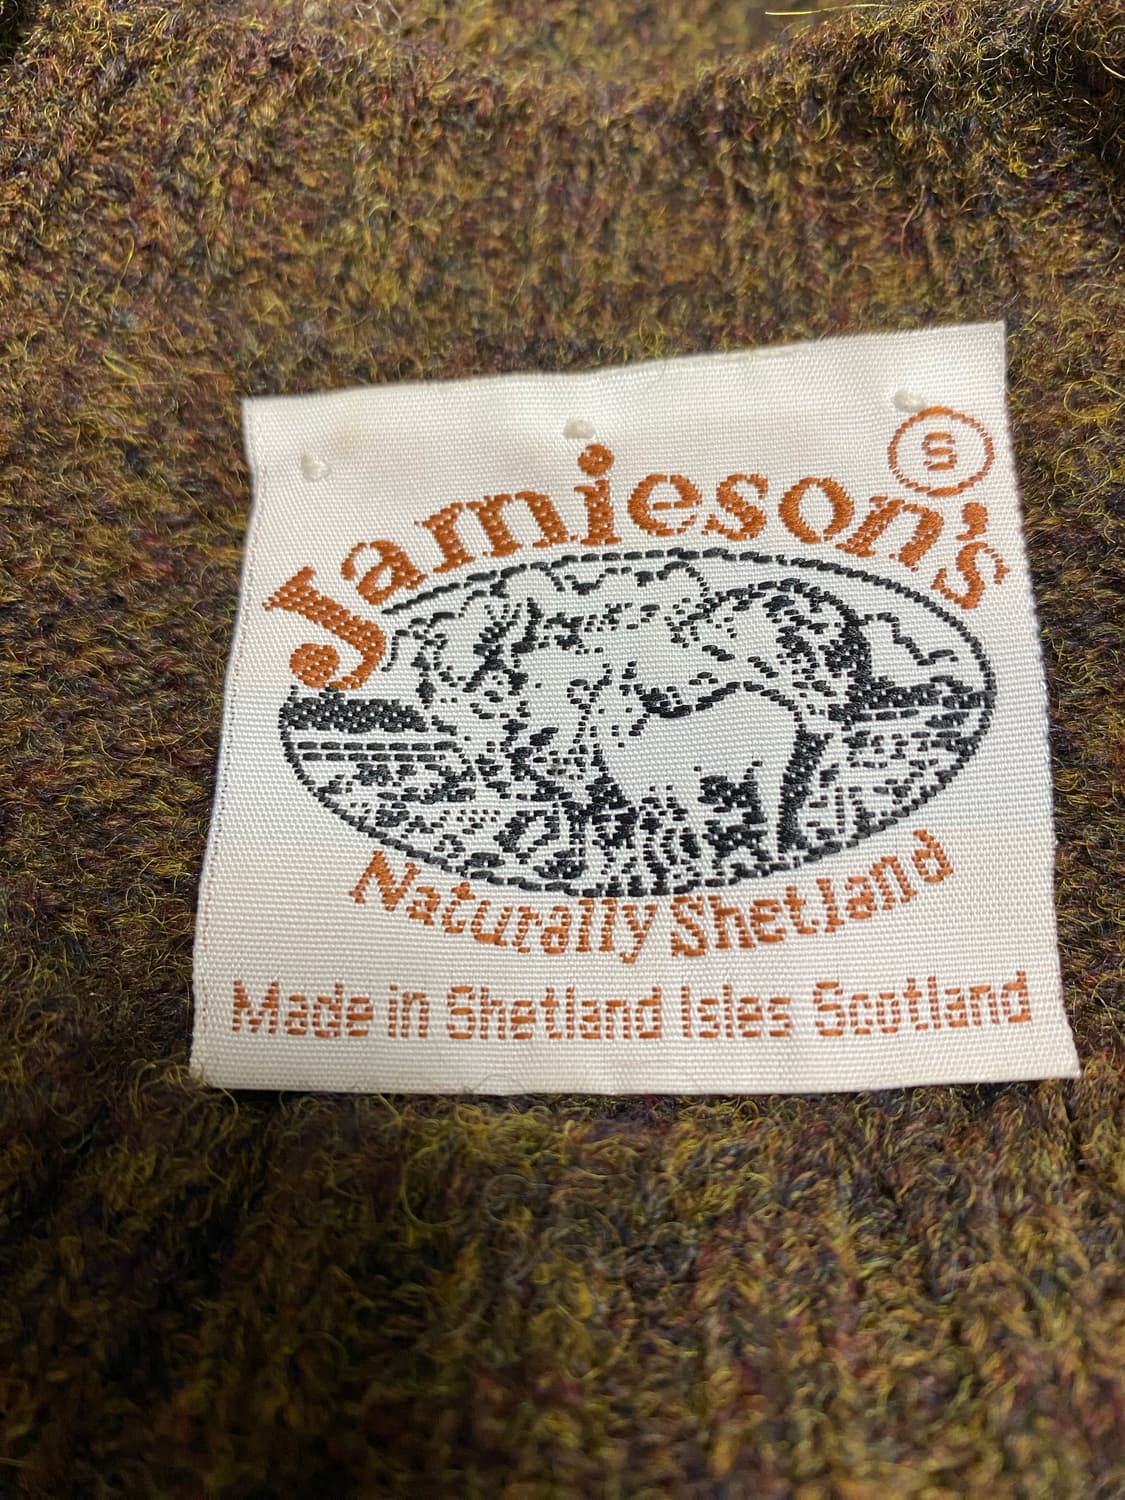 S
Jamieson's
Naturally Shetland
Made in Shetland Isles Scotland